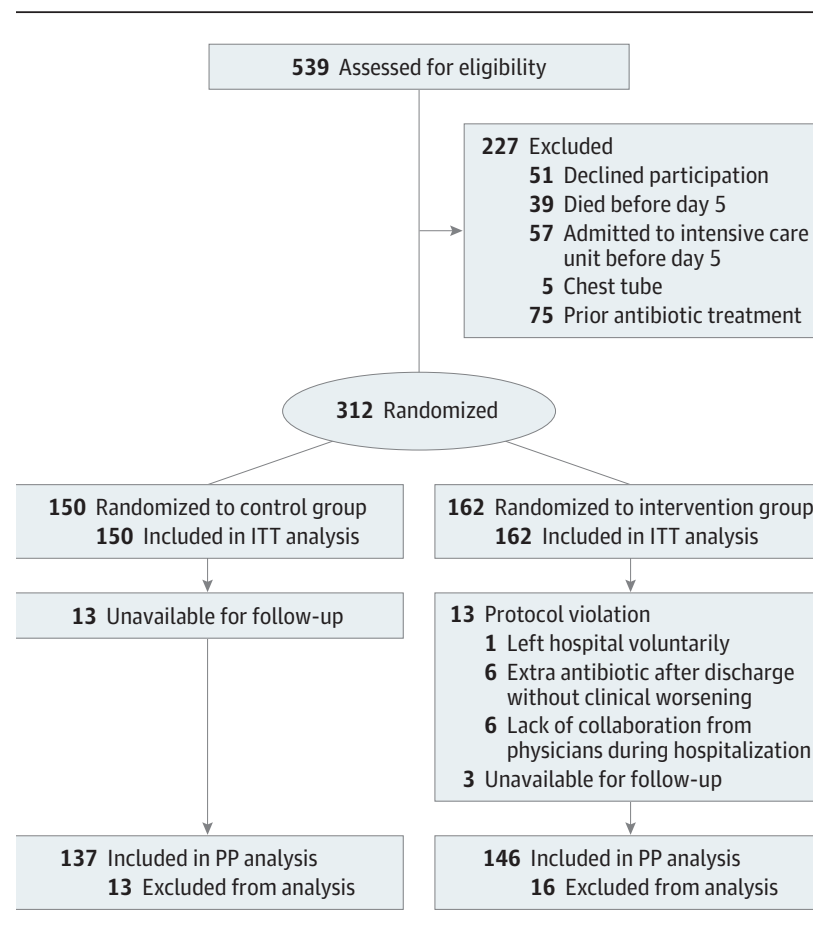 539 Assessed for eligibility
227 Excluded
51 Declined participation
39 Died before day 5
57 Admitted to intensive care
unit before day 5
5 Chest tube
75 Prior antibiotic treatment
312 Randomized
150 Randomized to control group
150 Included in ITT analysis
162 Randomized to intervention group
162 Included in ITT analysis
13 Unavailable for follow-up
13 Protocol violation
1 Left hospital voluntarily
6 Extra antibiotic after discharge
without clinical worsening
6 Lack of collaboration from
physicians during hospitalization
3 Unavailable for follow-up
137 Included in PP analysis
13 Excluded from analysis
146 Included in PP analysis
16 Excluded from analysis